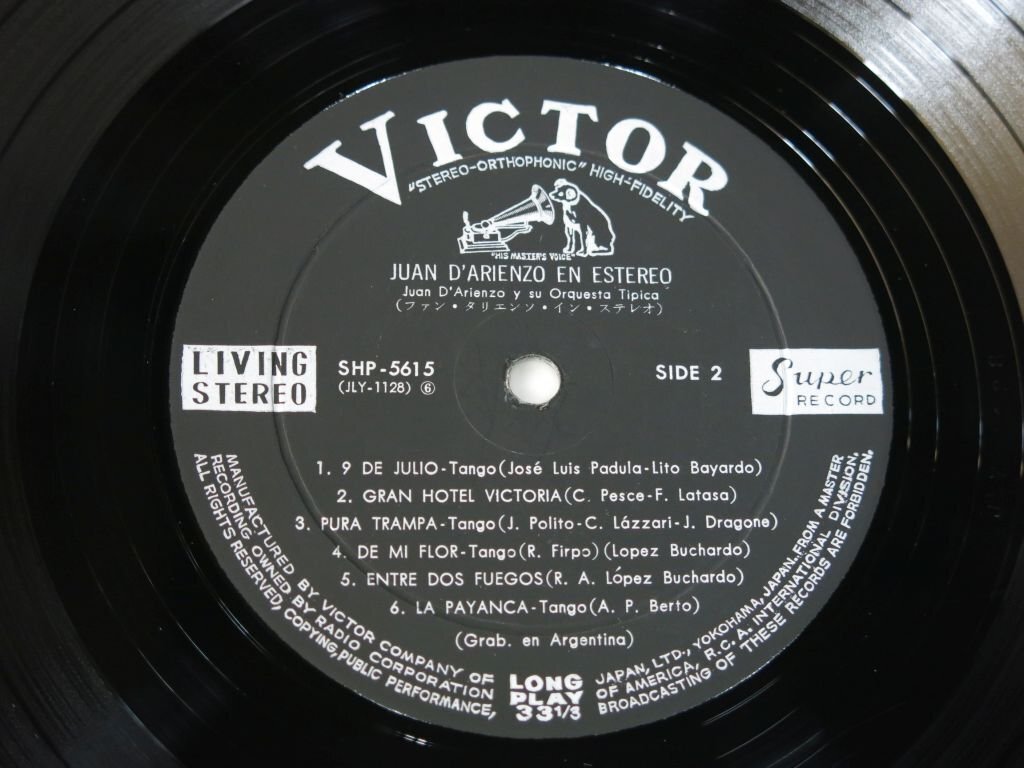 VICTOR
"STEREO-ORTHOPHONIC" HIGH-FIDELITY
"HIS MASTER'S VOICE"
JUAN D'ARIENZO EN ESTEREO
Juan D'Arienzo y su Orquesta Tipica
(ファン・タリエンソ・イン・ステレオ)
LIVING STEREO
SHP-5615
(JLY-1128) ⑥
SIDE 2
Super RECORD
1. 9 DE JULIO-Tango(José Luis Padula-Lito Bayardo)
2. GRAN HOTEL VICTORIA(C. Pesce-F. Latasa)
3. PURA TRAMPA-Tango(J. Polito-C. Lázzari-J. Dragone)
4. DE MI FLOR-Tango(R. Firpo)(Lopez Buchardo)
5. ENTRE DOS FUEGOS(R. A. López Buchardo)
6. LA PAYANCA-Tango(A. P. Berto)
(Grab. en Argentina)
MANUFACTURED BY VICTOR COMPANY OF JAPAN, LTD., YOKOHAMA, JAPAN, FROM A MASTER
RECORDING OWNED BY RADIO CORPORATION OF AMERICA, R.C.A. INTERNATIONAL DIVISION.
ALL RIGHTS RESERVED, COPYING, PUBLIC PERFORMANCE, BROADCASTING OF THESE RECORDS ARE FORBIDDEN.
LONG
PLAY
33 1/3